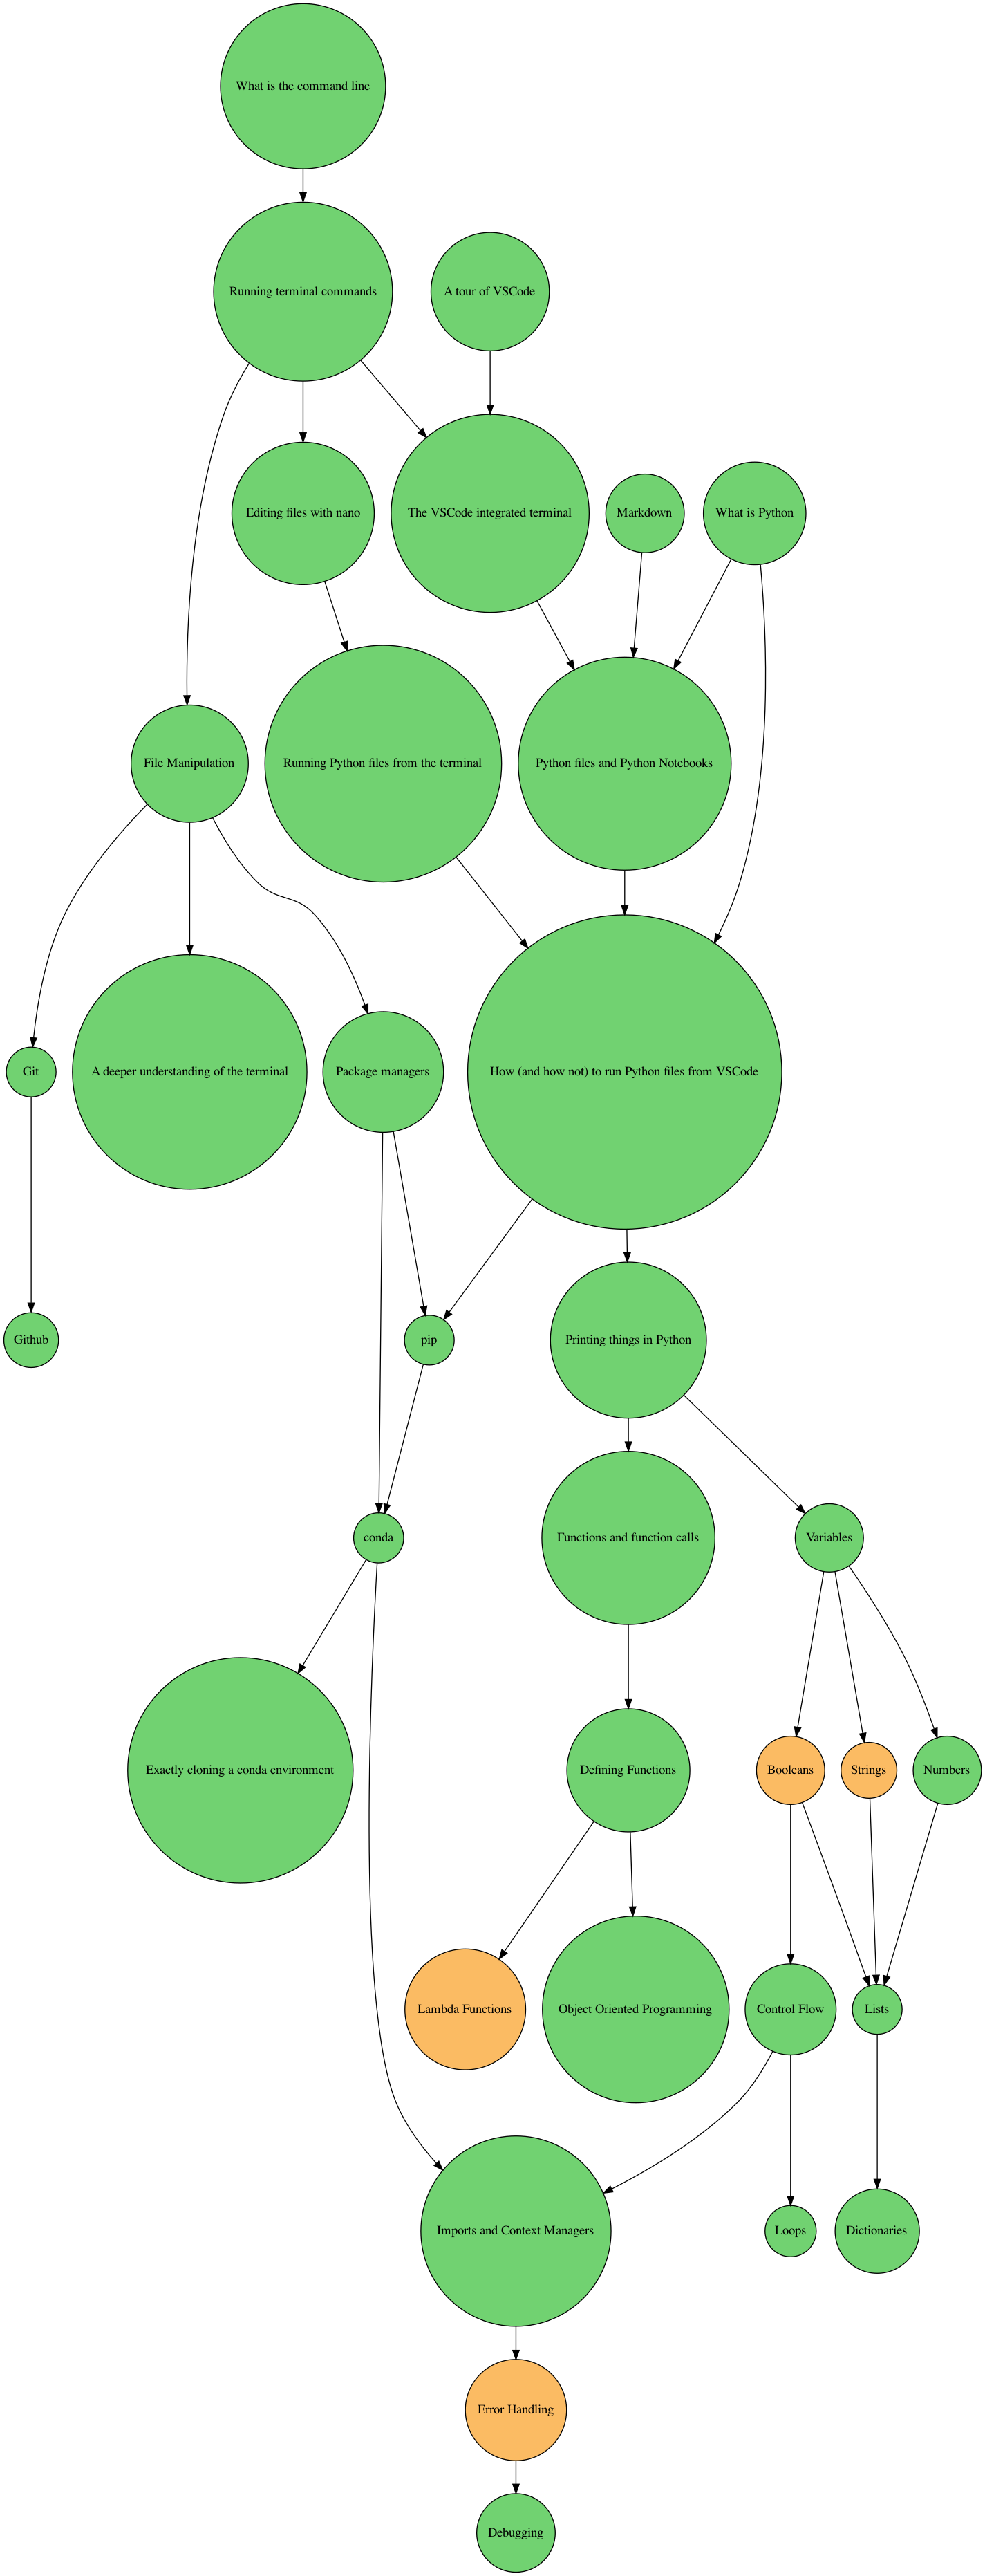 What is the command line
Running terminal commands
A tour of VSCode
Editing files with nano
The VSCode integrated terminal
Markdown
What is Python
File Manipulation
Running Python files from the terminal
Python files and Python Notebooks
Git
A deeper understanding of the terminal
Package managers
How (and how not) to run Python files from VSCode
Github
pip
Printing things in Python
conda
Functions and function calls
Variables
Exactly cloning a conda environment
Defining Functions
Booleans
Strings
Numbers
Lambda Functions
Object Oriented Programming
Control Flow
Lists
Imports and Context Managers
Loops
Dictionaries
Error Handling
Debugging